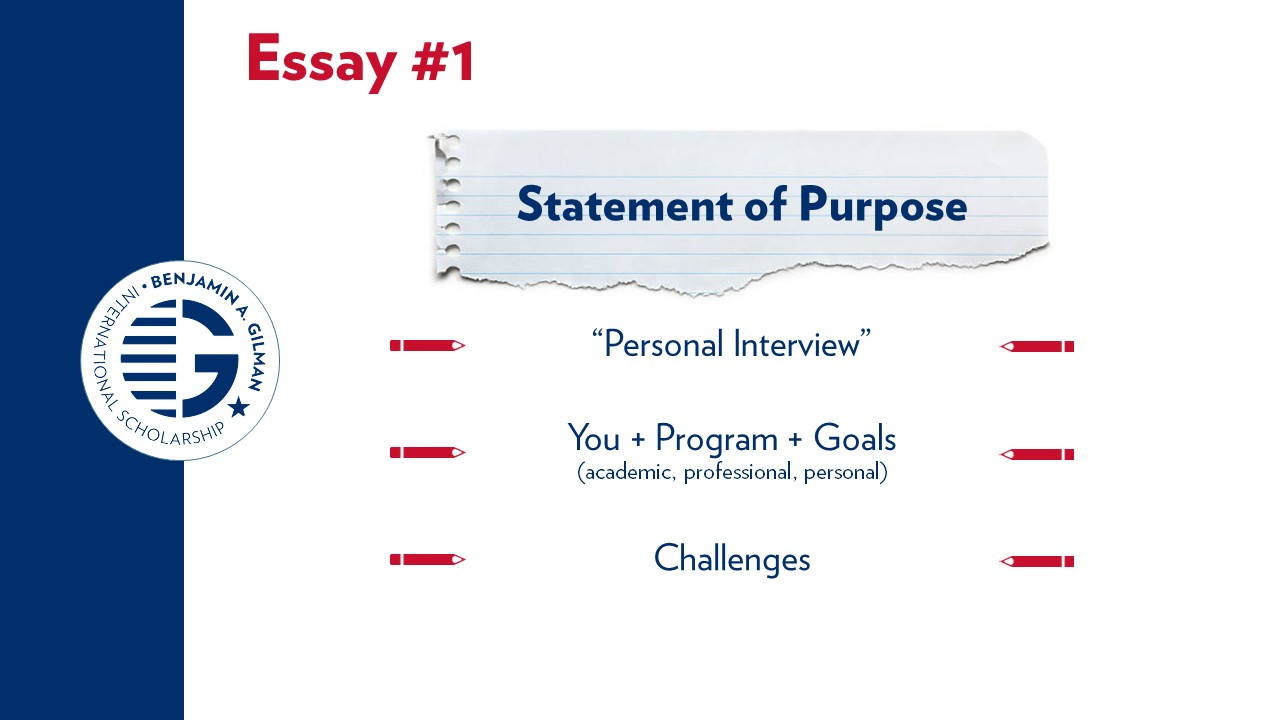 Essay #1
Statement of Purpose
BENJAMIN A. GILMAN •
INTERNATIONAL SCHOLARSHIP
“Personal Interview”
You + Program + Goals
(academic, professional, personal)
Challenges